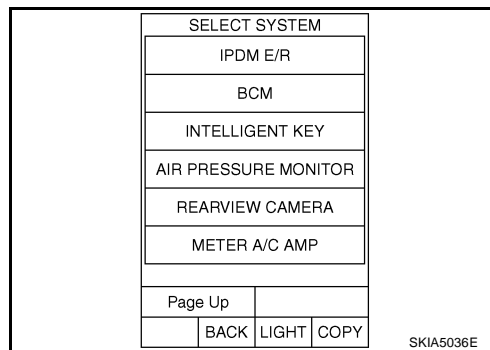 SELECT SYSTEM
IPDM E/R
BCM
INTELLIGENT KEY
AIR PRESSURE MONITOR
REARVIEW CAMERA
METER A/C AMP
Page Up
BACK LIGHT COPY
SKIA5036E